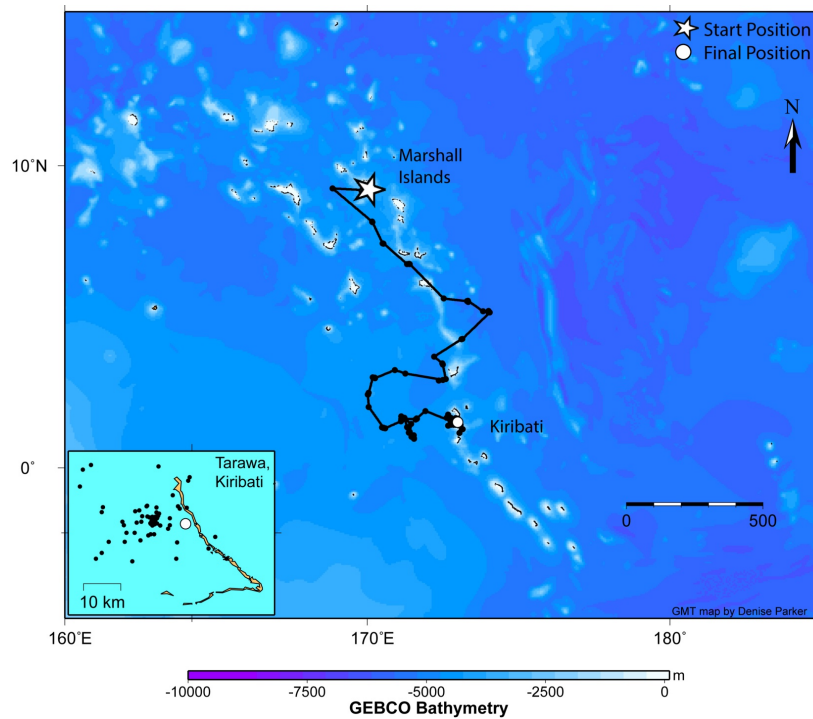 Start Position
Final Position
N
Marshall
Islands
10°N
Kiribati
0°
Tarawa,
Kiribati
10 km
0
500
GMT map by Denise Parker
160°E
170°E
180°E
m
-10000
-7500
-5000
-2500
0
GEBCO Bathymetry